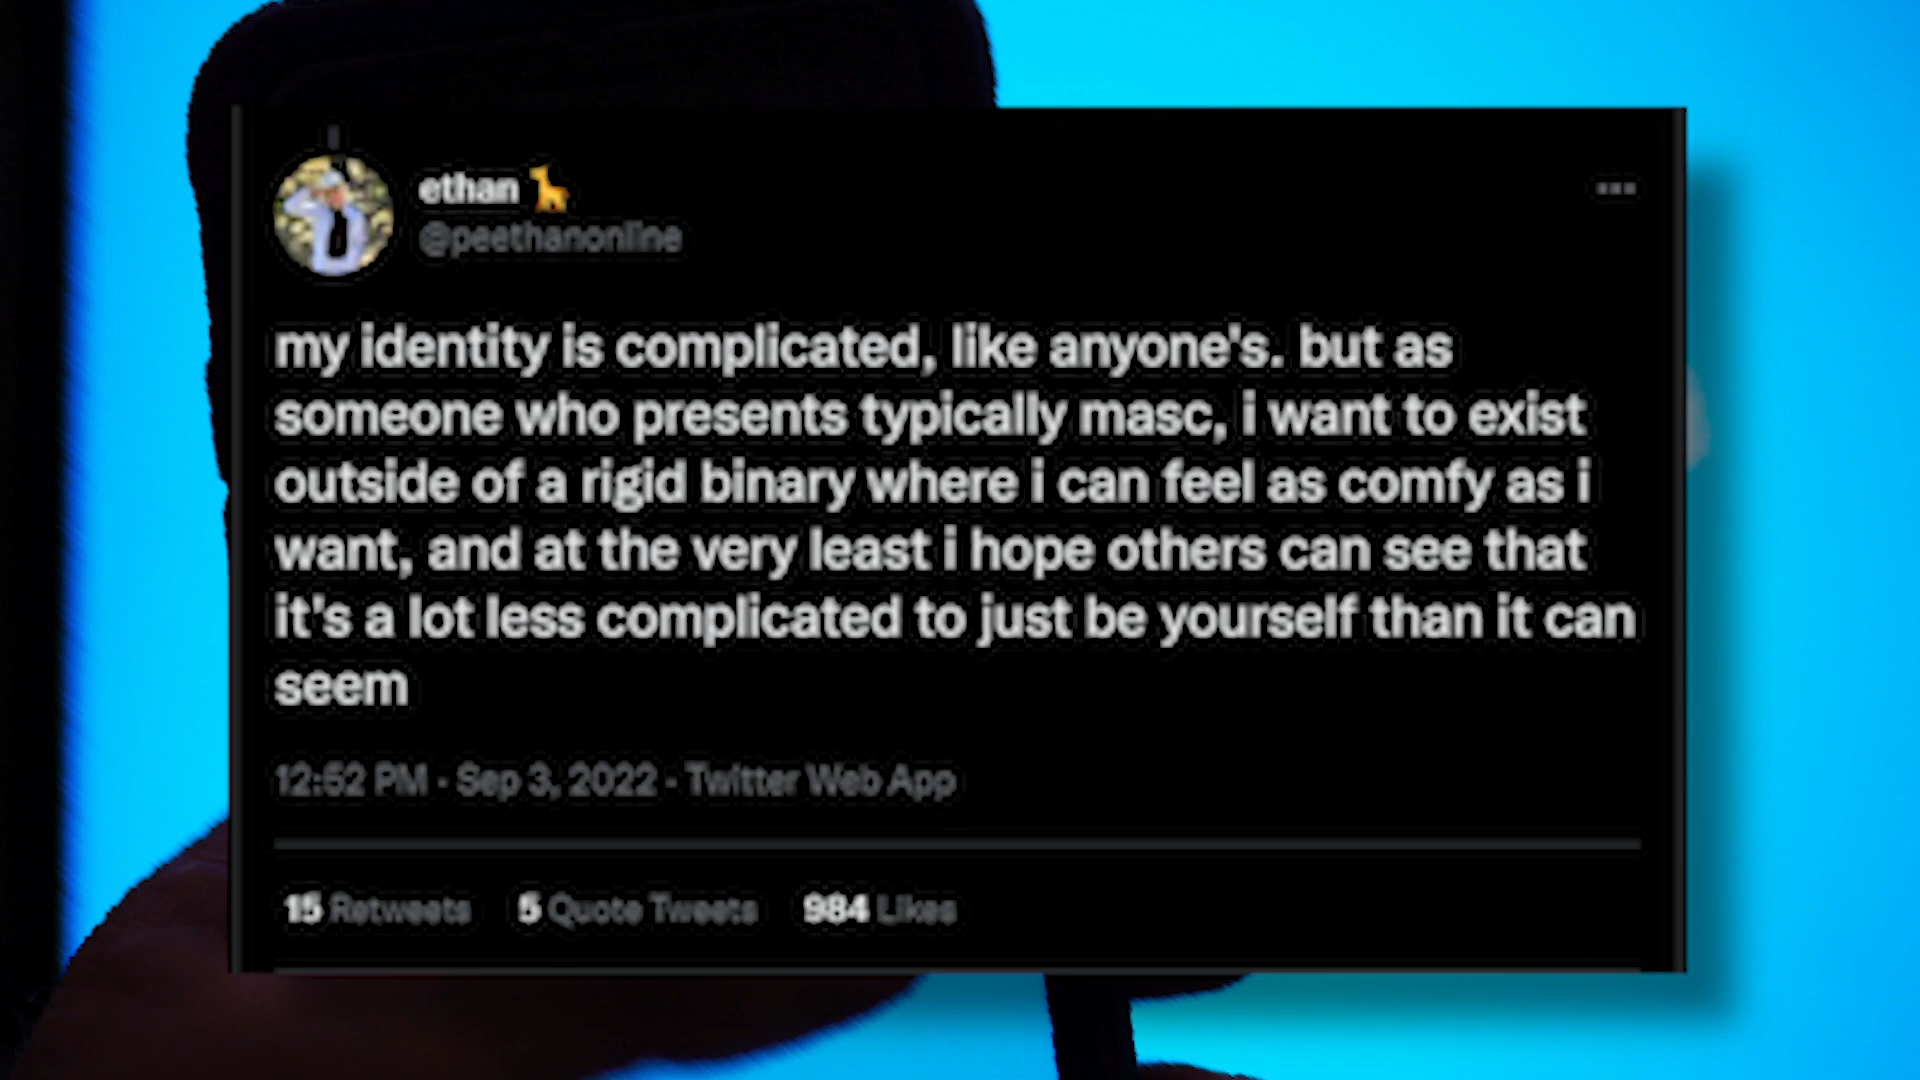 ethan
@peethanonline
my identity is complicated, like anyone's. but as
someone who presents typically masc, i want to exist
outside of a rigid binary where i can feel as comfy as i
want, and at the very least i hope others can see that
it's a lot less complicated to just be yourself than it can
seem
12:52 PM · Sep 3, 2022 · Twitter Web App
15 Retweets 5 Quote Tweets 984 Likes